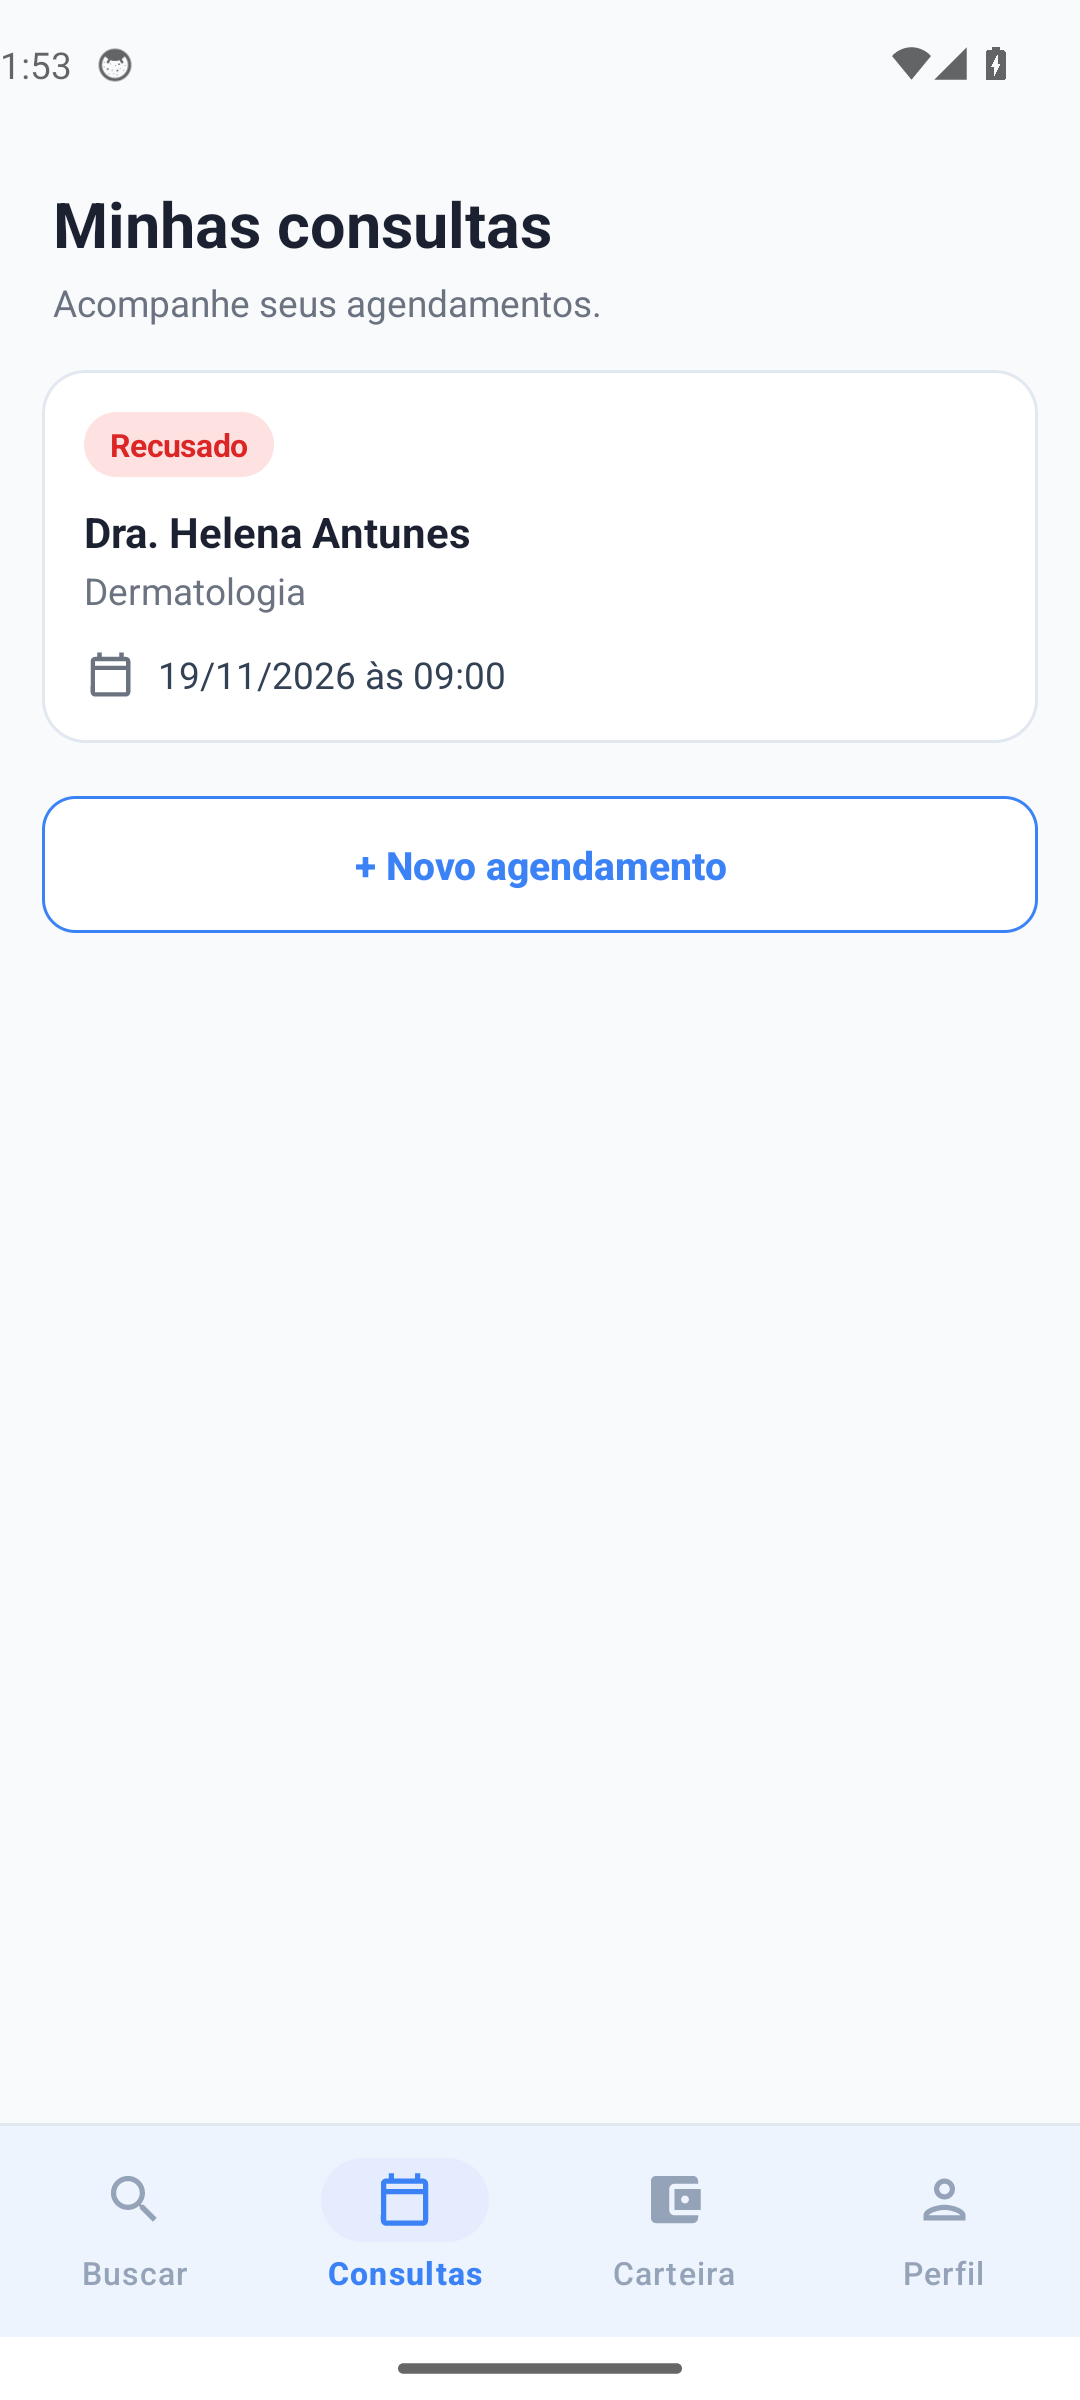 1:53
Minhas consultas
Acompanhe seus agendamentos.
Recusado
Dra. Helena Antunes
Dermatologia
19/11/2026 às 09:00
+ Novo agendamento
Buscar
Consultas
Carteira
Perfil